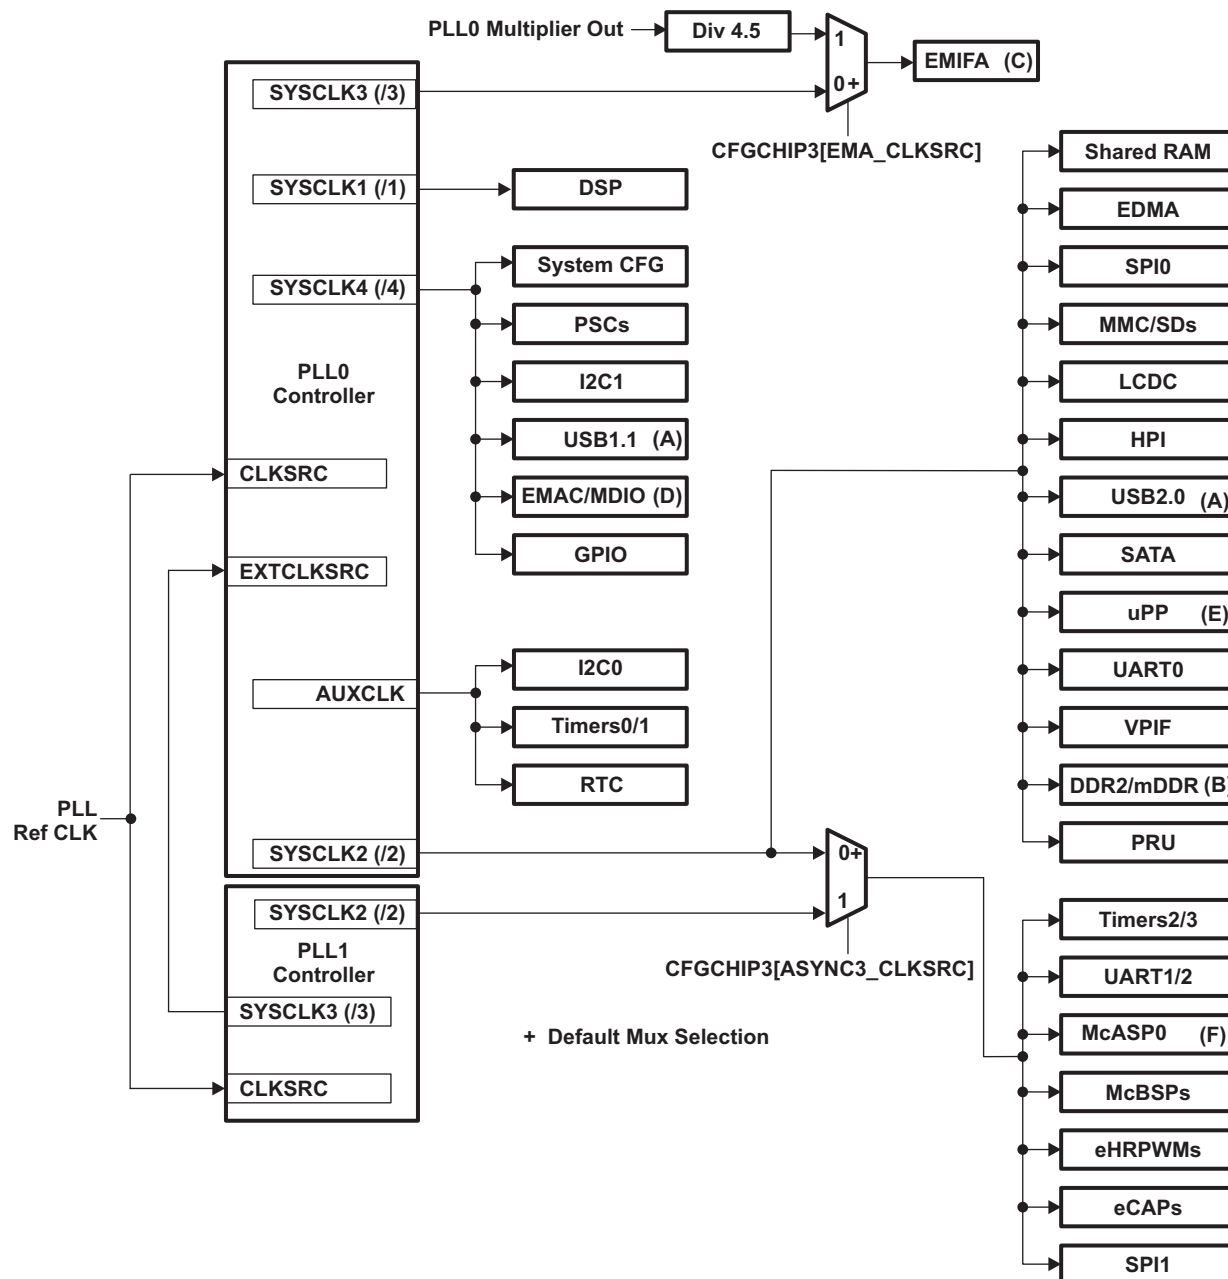 PLL0 Multiplier Out
Div 4.5
1
0+
EMIFA (C)
CFGCHIP3[EMA_CLKSRC]
SYSCLK3 (/3)
SYSCLK1 (/1)
DSP
SYSCLK4 (/4)
System CFG
PSCs
I2C1
USB1.1 (A)
EMAC/MDIO (D)
GPIO
PLL0
Controller
CLKSRC
EXTCLKSRC
AUXCLK
I2C0
Timers0/1
RTC
PLL
Ref CLK
SYSCLK2 (/2)
0+
1
CFGCHIP3[ASYNC3_CLKSRC]
SYSCLK2 (/2)
PLL1
Controller
SYSCLK3 (/3)
CLKSRC
+ Default Mux Selection
Shared RAM
EDMA
SPI0
MMC/SDs
LCDC
HPI
USB2.0 (A)
SATA
uPP (E)
UART0
VPIF
DDR2/mDDR (B)
PRU
Timers2/3
UART1/2
McASP0 (F)
McBSPs
eHRPWMs
eCAPs
SPI1